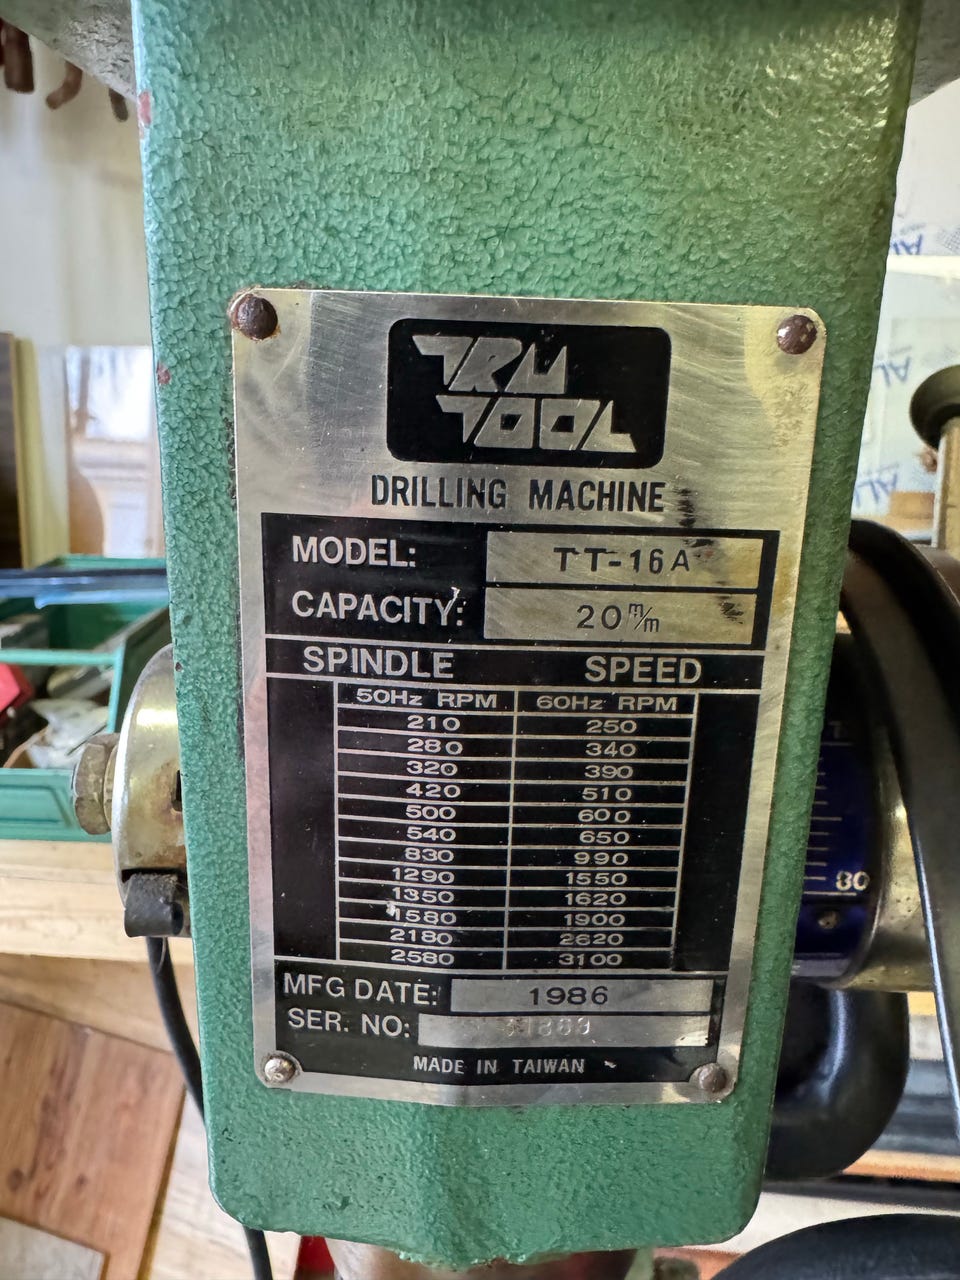 TRU
TOOL
DRILLING MACHINE
MODEL: TT-16A
CAPACITY: 20 m/m
SPINDLE SPEED
50Hz RPM 60Hz RPM
210 250
280 340
320 390
420 510
500 600
540 650
830 990
1290 1550
1350 1620
1580 1900
2180 2620
2580 3100
MFG DATE: 1986
SER. NO:
MADE IN TAIWAN
80